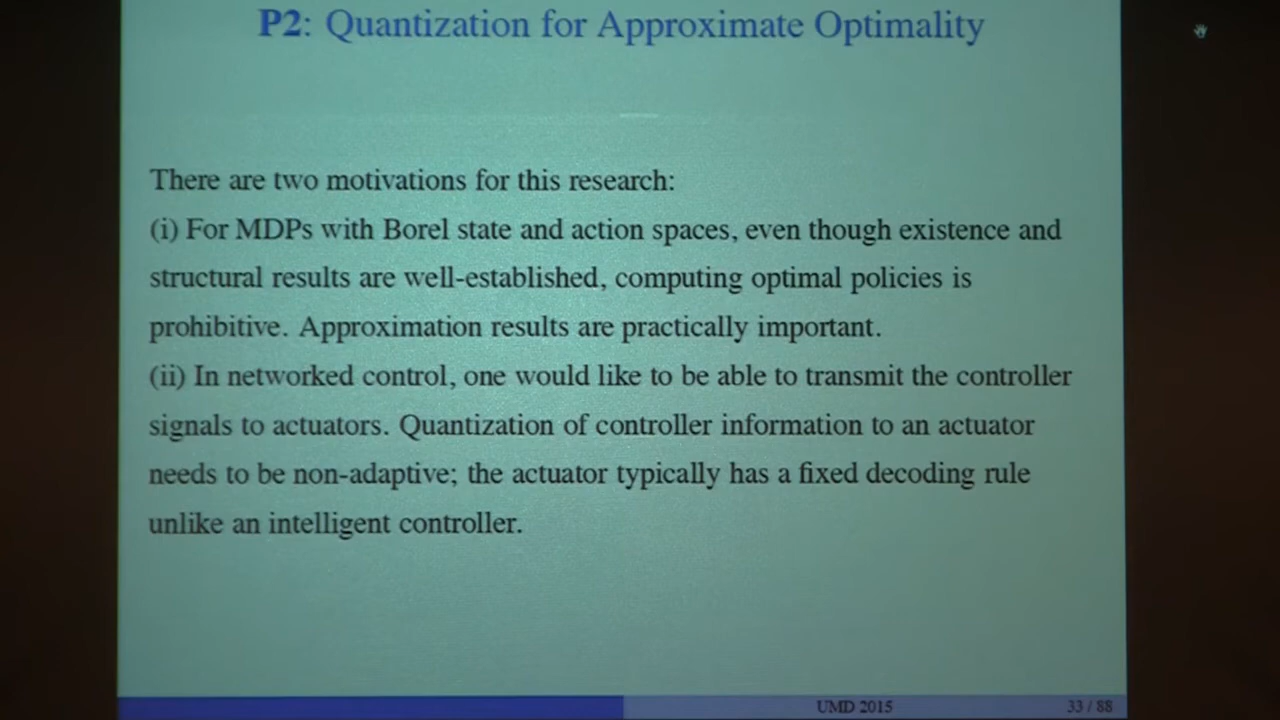 P2: Quantization for Approximate Optimality
There are two motivations for this research:
(i) For MDPs with Borel state and action spaces, even though existence and
structural results are well-established, computing optimal policies is
prohibitive. Approximation results are practically important.
(ii) In networked control, one would like to be able to transmit the controller
signals to actuators. Quantization of controller information to an actuator
needs to be non-adaptive; the actuator typically has a fixed decoding rule
unlike an intelligent controller.
UMD 2015 33 / 88